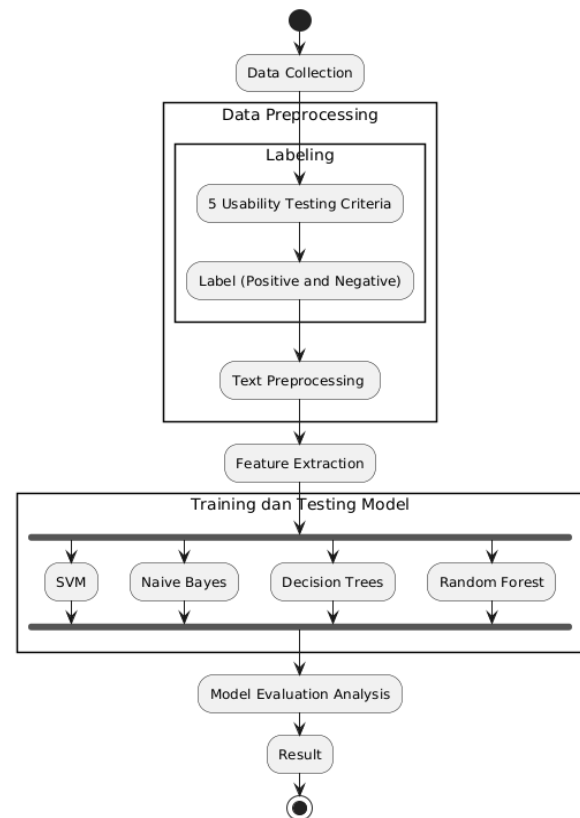 Data Collection
Data Preprocessing
Labeling
5 Usability Testing Criteria
Label (Positive and Negative)
Text Preprocessing
Feature Extraction
Training dan Testing Model
SVM
Naive Bayes
Decision Trees
Random Forest
Model Evaluation Analysis
Result